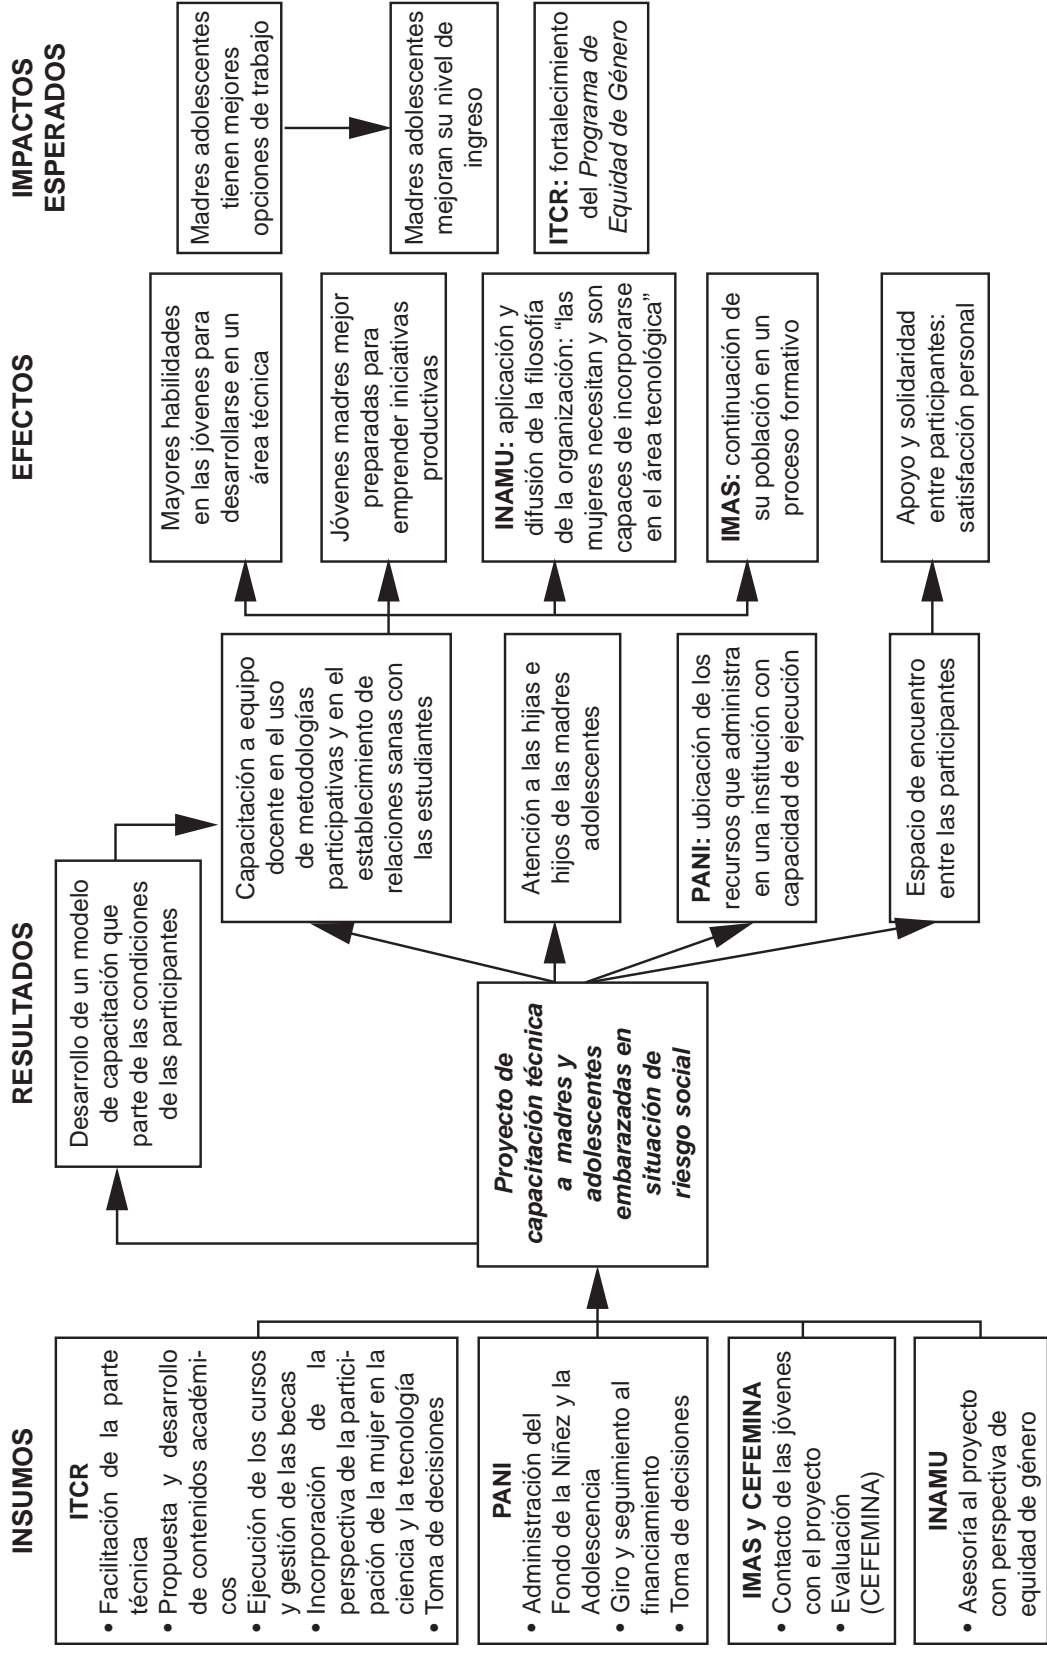 INSUMOS
ITCR
• Facilitación de la parte
técnica
• Propuesta y desarrollo
de contenidos académi-
cos
• Ejecución de los cursos
y gestión de las becas
• Incorporación de la
perspectiva de la partici-
pación de la mujer en la
ciencia y la tecnología
• Toma de decisiones
PANI
• Administración del
Fondo de la Niñez y la
Adolescencia
• Giro y seguimiento al
financiamiento
• Toma de decisiones
IMAS y CEFEMINA
• Contacto de las jóvenes
con el proyecto
• Evaluación
(CEFEMINA)
INAMU
• Asesoría al proyecto
con perspectiva de
equidad de género
Proyecto de
capacitación técnica
a madres y
adolescentes
embarazadas en
situación de
riesgo social
RESULTADOS
Desarrollo de un modelo
de capacitación que
parte de las condiciones
de las participantes
Capacitación a equipo
docente en el uso
de metodologías
participativas y en el
establecimiento de
relaciones sanas con
las estudiantes
Atención a las hijas e
hijos de las madres
adolescentes
PANI: ubicación de los
recursos que administra
en una institución con
capacidad de ejecución
Espacio de encuentro
entre las participantes
EFECTOS
Mayores habilidades
en las jóvenes para
desarrollarse en un
área técnica
Jóvenes madres mejor
preparadas para
emprender iniciativas
productivas
INAMU: aplicación y
difusión de la filosofía
de la organización: “las
mujeres necesitan y son
capaces de incorporarse
en el área tecnológica”
IMAS: continuación de
su población en un
proceso formativo
Apoyo y solidaridad
entre participantes:
satisfacción personal
IMPACTOS
ESPERADOS
Madres adolescentes
tienen mejores
opciones de trabajo
Madres adolescentes
mejoran su nivel de
ingreso
ITCR: fortalecimiento
del Programa de
Equidad de Género